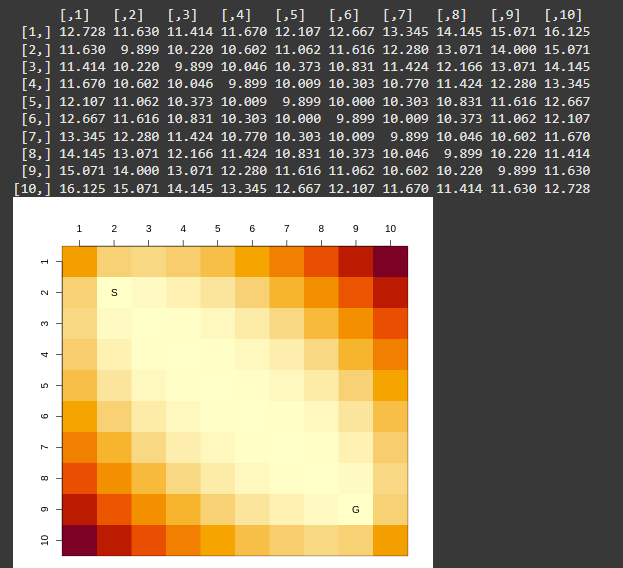 [,1] [,2] [,3] [,4] [,5] [,6] [,7] [,8] [,9] [,10]
[1,] 12.728 11.630 11.414 11.670 12.107 12.667 13.345 14.145 15.071 16.125
[2,] 11.630 9.899 10.220 10.602 11.062 11.616 12.280 13.071 14.000 15.071
[3,] 11.414 10.220 9.899 10.046 10.373 10.831 11.424 12.166 13.071 14.145
[4,] 11.670 10.602 10.046 9.899 10.009 10.303 10.770 11.424 12.280 13.345
[5,] 12.107 11.062 10.373 10.009 9.899 10.000 10.303 10.831 11.616 12.667
[6,] 12.667 11.616 10.831 10.303 10.000 9.899 10.009 10.373 11.062 12.107
[7,] 13.345 12.280 11.424 10.770 10.303 10.009 9.899 10.046 10.602 11.670
[8,] 14.145 13.071 12.166 11.424 10.831 10.373 10.046 9.899 10.220 11.414
[9,] 15.071 14.000 13.071 12.280 11.616 11.062 10.602 10.220 9.899 11.630
[10,] 16.125 15.071 14.145 13.345 12.667 12.107 11.670 11.414 11.630 12.728
1 2 3 4 5 6 7 8 9 10
1
2 S
3
4
5
6
7
8
9 G
10